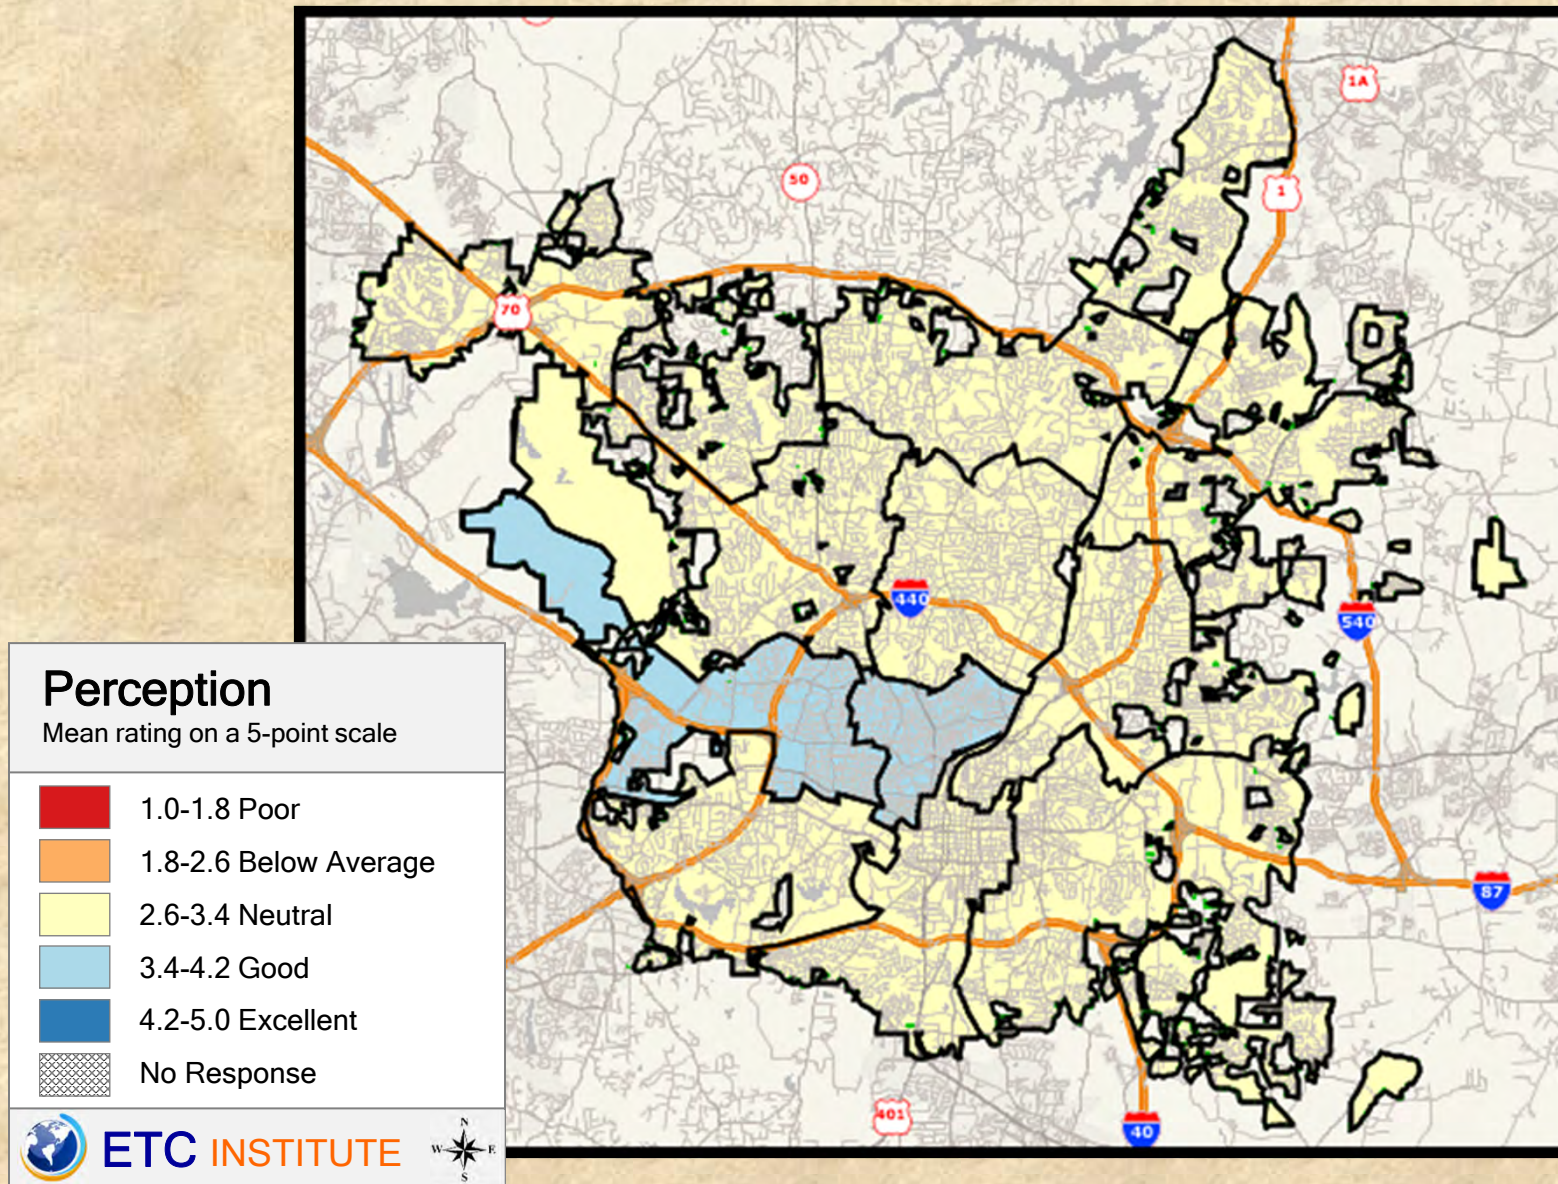 1A
50
1
70
440
540
Perception
Mean rating on a 5-point scale
1.0-1.8 Poor
1.8-2.6 Below Average
2.6-3.4 Neutral
3.4-4.2 Good
4.2-5.0 Excellent
No Response
87
401
40
ETC INSTITUTE
N
W E
S